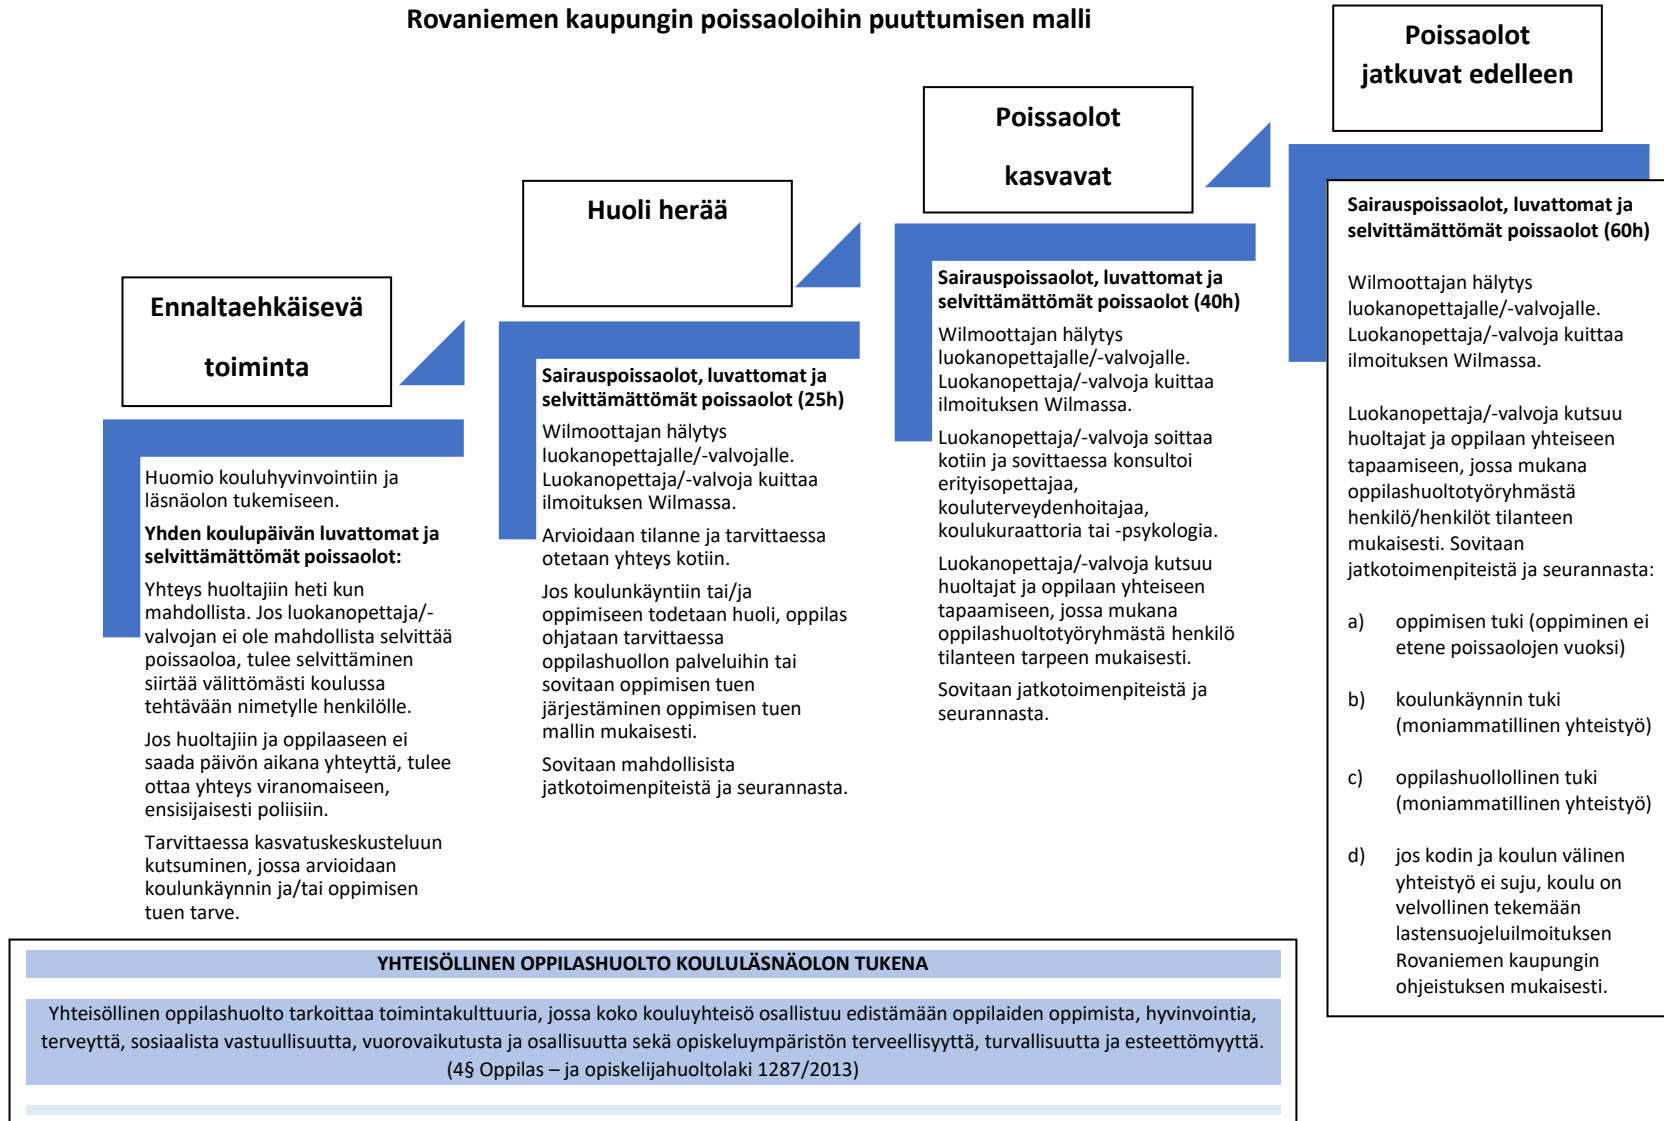 Rovaniemen kaupungin poissaoloihin puuttumisen malli
Ennaltaehkäisevä
toiminta
Huomio kouluhyvinvointiin ja
läsnäolon tukemiseen.
Yhden koulupäivän luvattomat ja
selvittämättömät poissaolot:
Yhteys huoltajiin heti kun
mahdollista. Jos luokanopettaja/-
valvojan ei ole mahdollista selvittää
poissaoloa, tulee selvittäminen
siirtää välittömästi koulussa
tehtävään nimetylle henkilölle.
Jos huoltajiin ja oppilaaseen ei
saada päivön aikana yhteyttä, tulee
ottaa yhteys viranomaiseen,
ensisijaisesti poliisiin.
Tarvittaessa kasvatuskeskusteluun
kutsuminen, jossa arvioidaan
koulunkäynnin ja/tai oppimisen
tuen tarve.
Huoli herää
Sairauspoissaolot, luvattomat ja
selvittämättömät poissaolot (25h)
Wilmoottajan hälytys
luokanopettajalle/-valvojalle.
Luokanopettaja/-valvoja kuittaa
ilmoituksen Wilmassa.
Arvioidaan tilanne ja tarvittaessa
otetaan yhteys kotiin.
Jos koulunkäyntiin tai/ja
oppimiseen todetaan huoli, oppilas
ohjataan tarvittaessa
oppilashuollon palveluihin tai
sovitaan oppimisen tuen
järjestäminen oppimisen tuen
mallin mukaisesti.
Sovitaan mahdollisista
jatkotoimenpiteistä ja seurannasta.
Poissaolot
kasvavat
Sairauspoissaolot, luvattomat ja
selvittämättömät poissaolot (40h)
Wilmoottajan hälytys
luokanopettajalle/-valvojalle.
Luokanopettaja/-valvoja kuittaa
ilmoituksen Wilmassa.
Luokanopettaja/-valvoja soittaa
kotiin ja sovittaessa konsultoi
erityisopettajaa,
kouluterveydenhoitajaa,
koulukuraattoria tai -psykologia.
Luokanopettaja/-valvoja kutsuu
huoltajat ja oppilaan yhteiseen
tapaamiseen, jossa mukana
oppilashuoltotyöryhmästä henkilö
tilanteen tarpeen mukaisesti.
Sovitaan jatkotoimenpiteistä ja
seurannasta.
Poissaolot
jatkuvat edelleen
Sairauspoissaolot, luvattomat ja
selvittämättömät poissaolot (60h)
Wilmoottajan hälytys
luokanopettajalle/-valvojalle.
Luokanopettaja/-valvoja kuittaa
ilmoituksen Wilmassa.
Luokanopettaja/-valvoja kutsuu
huoltajat ja oppilaan yhteiseen
tapaamiseen, jossa mukana
oppilashuoltotyöryhmästä
henkilö/henkilöt tilanteen
mukaisesti. Sovitaan
jatkotoimenpiteistä ja seurannasta:
a) oppimisen tuki (oppiminen ei
etene poissaolojen vuoksi)
b) koulunkäynnin tuki
(moniammatillinen yhteistyö)
c) oppilashuollollinen tuki
(moniammatillinen yhteistyö)
d) jos kodin ja koulun välinen
yhteistyö ei suju, koulu on
velvollinen tekemään
lastensuojeluilmoituksen
Rovaniemen kaupungin
ohjeistuksen mukaisesti.
YHTEISÖLLINEN OPPILASHUOLTO KOULULÄSNÄOLON TUKENA
Yhteisöllinen oppilashuolto tarkoittaa toimintakulttuuria, jossa koko kouluyhteisö osallistuu edistämään oppilaiden oppimista, hyvinvointia,
terveyttä, sosiaalista vastuullisuutta, vuorovaikutusta ja osallisuutta sekä opiskeluympäristön terveellisyyttä, turvallisuutta ja esteettömyyttä.
(4§ Oppilas – ja opiskelijahuoltolaki 1287/2013)